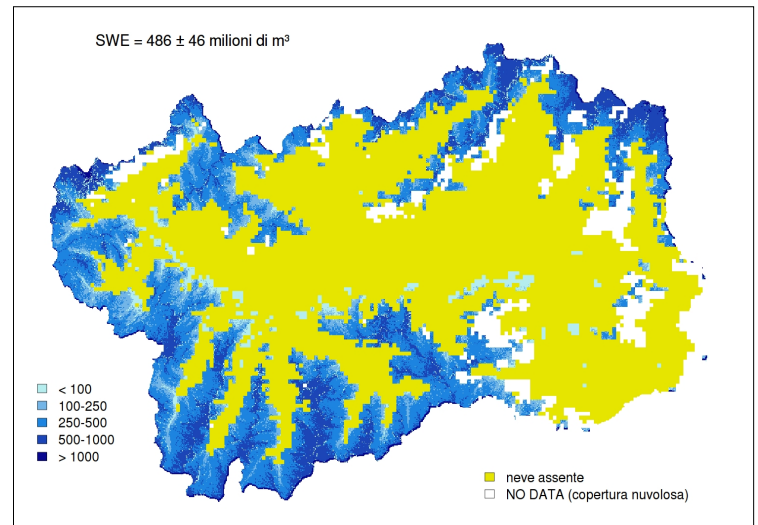 SWE = 486 ± 46 milioni di m³
< 100
100-250
250-500
500-1000
> 1000
neve assente
NO DATA (copertura nuvolosa)